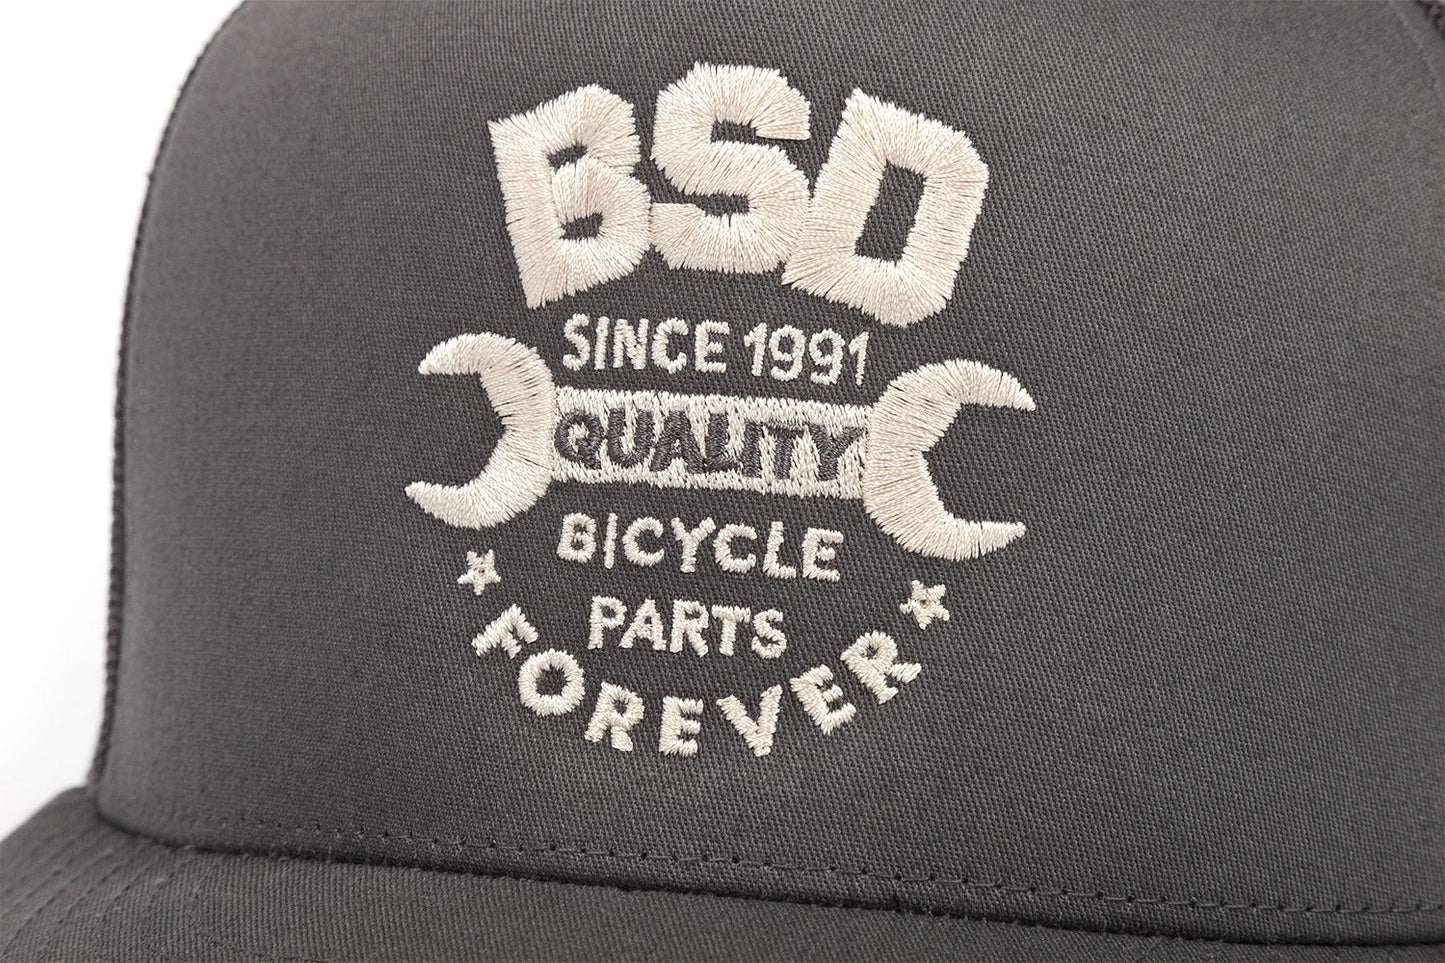 BSD
SINCE 1991
QUALITY
BICYCLE
PARTS
FOREVER